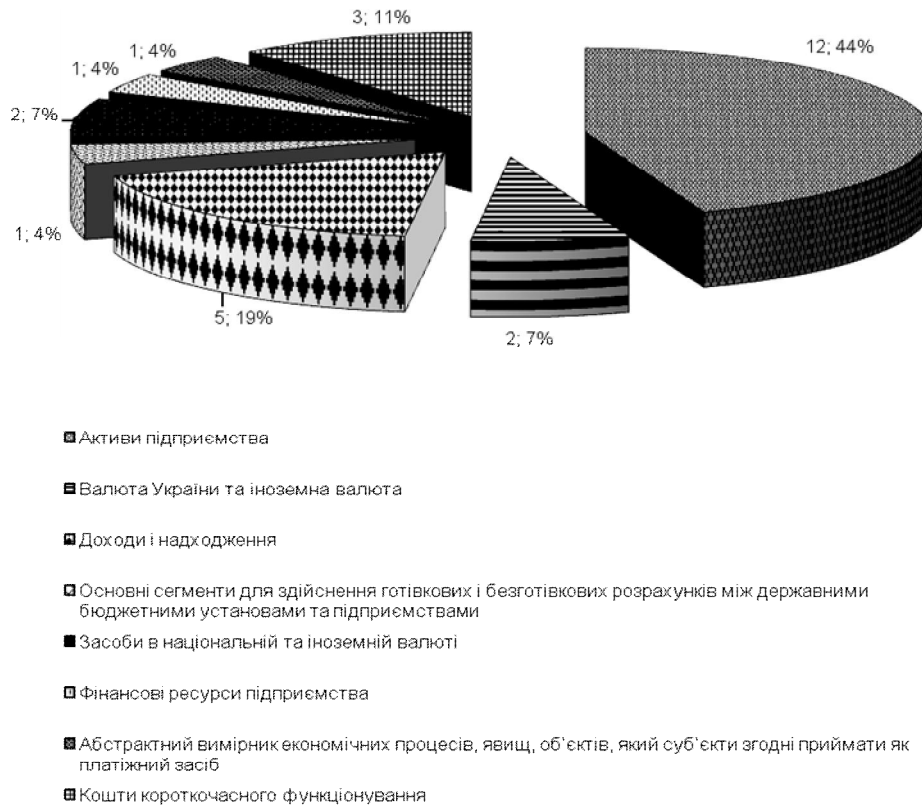 3; 11%
1; 4%
12; 44%
1; 4%
2; 7%
1; 4%
5; 19%
2; 7%
Активи підприємства
Валюта України та іноземна валюта
Доходи і надходження
Основні сегменти для здійснення готівкових і безготівкових розрахунків між державними
бюджетними установами та підприємствами
Засоби в національній та іноземній валюті
Фінансові ресурси підприємства
Абстрактний вимірник економічних процесів, явищ, об'єктів, який суб'єкти згодні приймати як
платіжний засіб
Кошти короткочасного функціонування